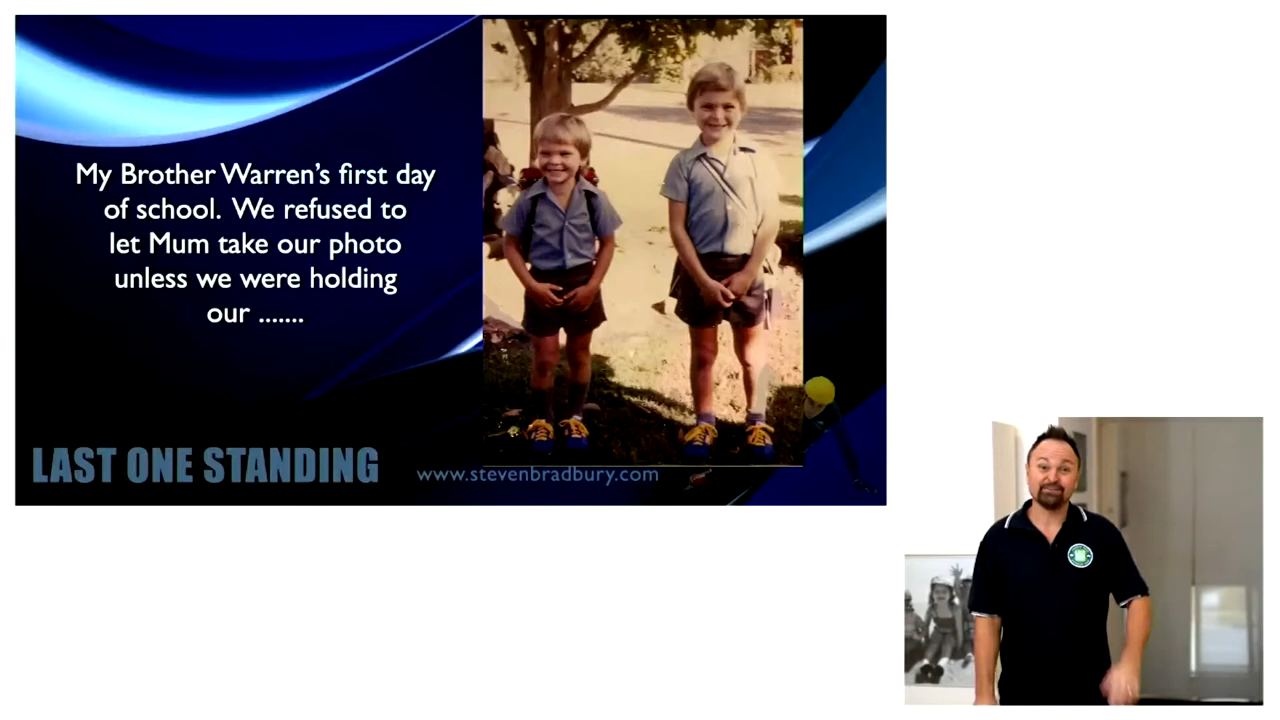 My Brother Warren's first day
of school. We refused to
let Mum take our photo
unless we were holding
our .......
LAST ONE STANDING
www.stevenbradbury.com